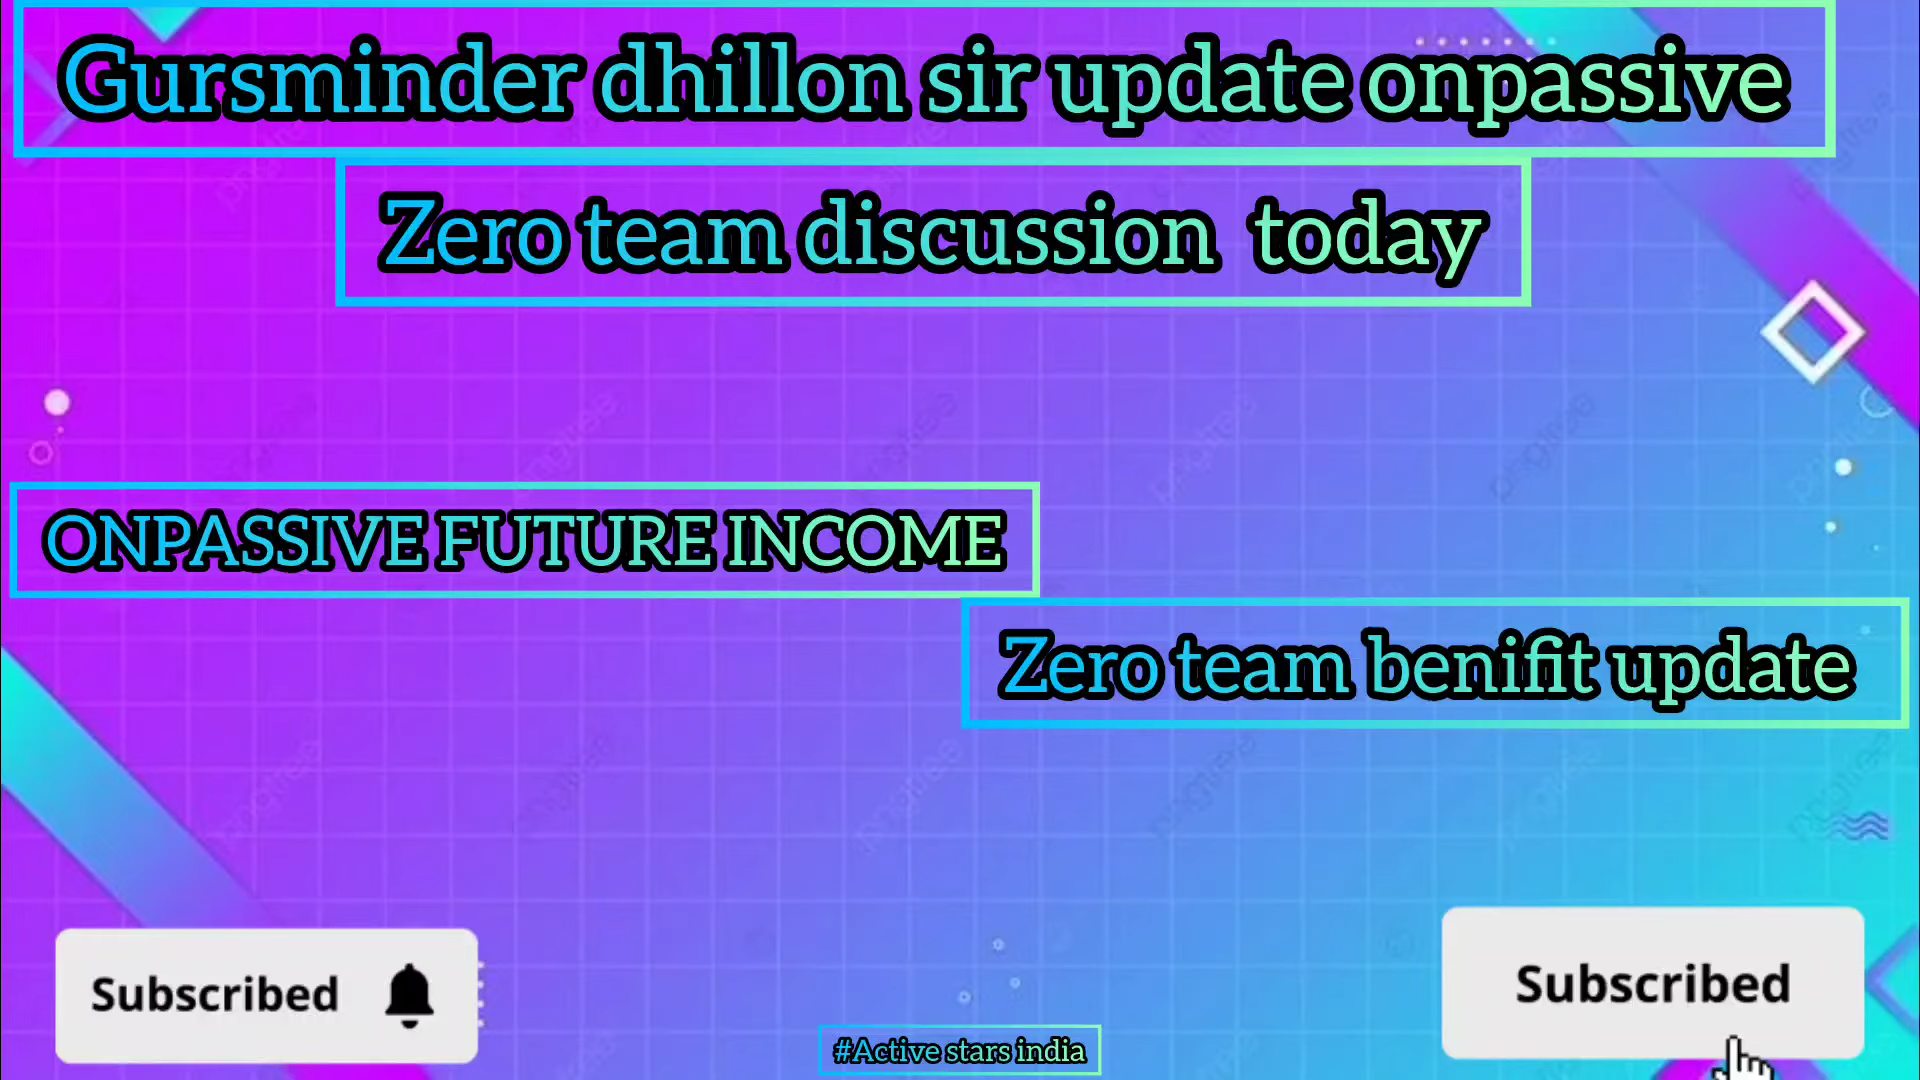 Gursminder dhillon sir update onpassive
Zero team discussion today
ONPASSIVE FUTURE INCOME
Zero team benifit update
Subscribed
Subscribed
#Active stars india
pngtree